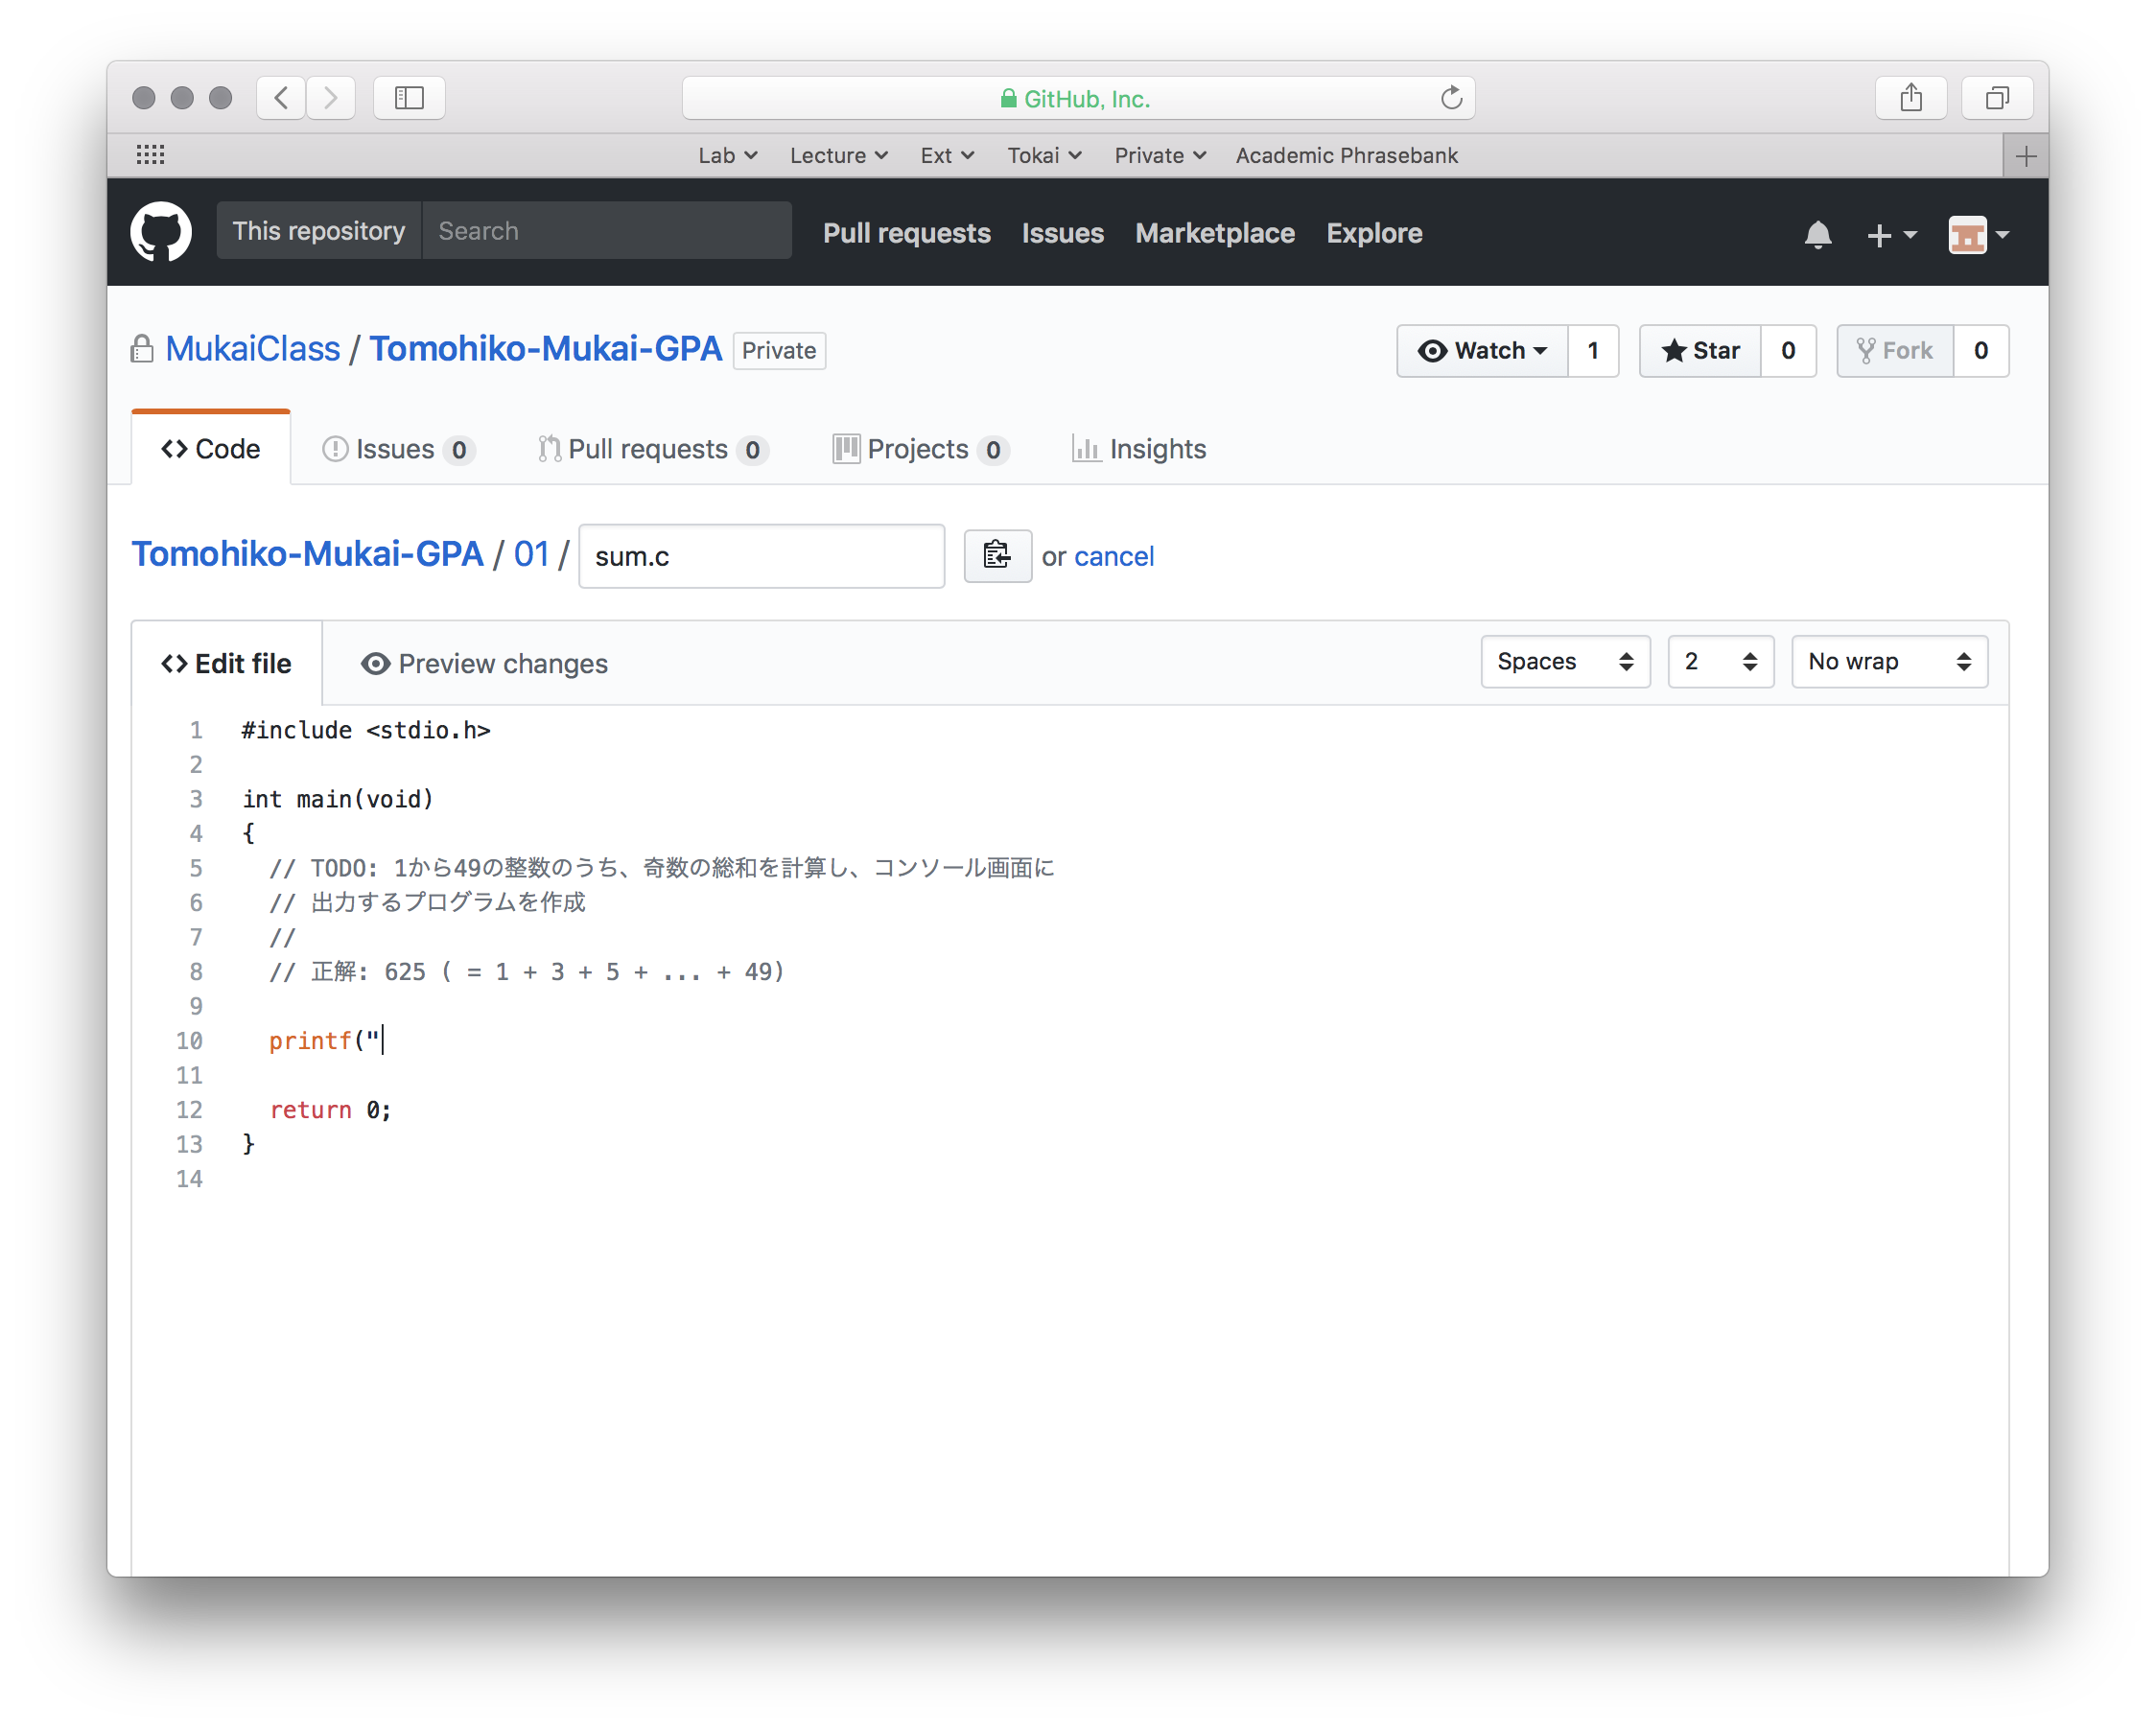 GitHub, Inc.
Lab Lecture Ext Tokai Private Academic Phrasebank
This repository Search Pull requests Issues Marketplace Explore
MukaiClass / Tomohiko-Mukai-GPA Private Watch 1 Star 0 Fork 0
Code Issues 0 Pull requests 0 Projects 0 Insights
Tomohiko-Mukai-GPA / 01 / sum.c or cancel
Edit file Preview changes Spaces 2 No wrap
1 #include <stdio.h>
2
3 int main(void)
4 {
5 // TODO: 1から49の整数のうち、奇数の総和を計算し、コンソール画面に
6 // 出力するプログラムを作成
7 //
8 // 正解: 625 ( = 1 + 3 + 5 + ... + 49)
9
10 printf("
11
12 return 0;
13 }
14